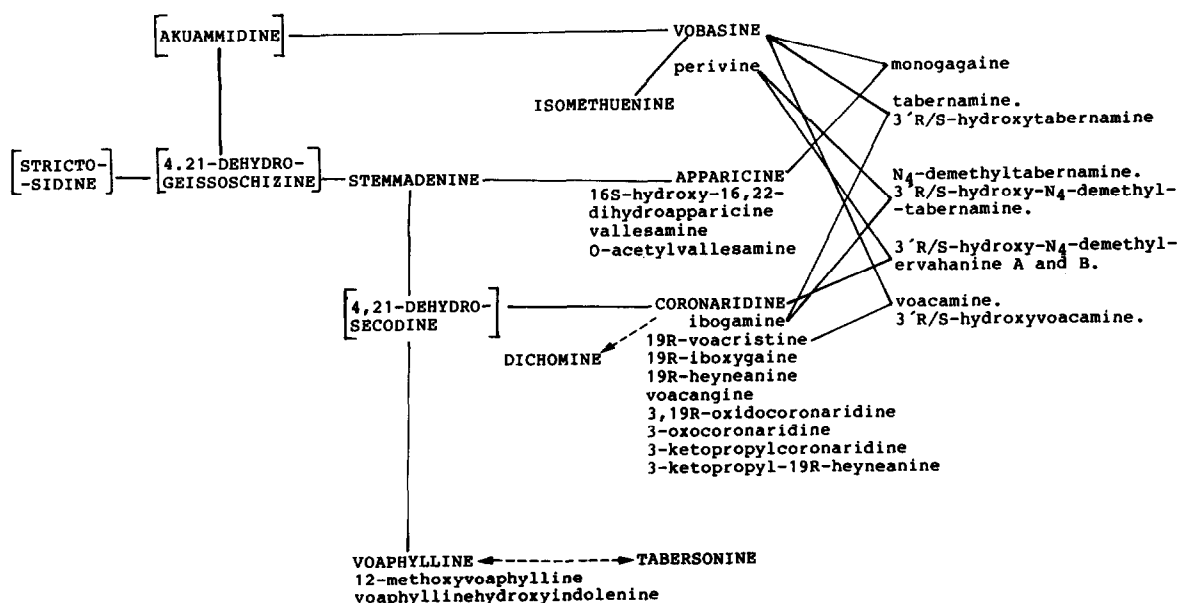 AKUAMMIDINE
VOBASINE
perivine
ISOMETHUENINE
monogagaine
tabernamine.
3´R/S-hydroxytabernamine
STRICTO-
-SIDINE
4.21-DEHYDRO-
GEISSOSCHIZINE
STEMMADENINE
APPARICINE
16S-hydroxy-16,22-
dihydroapparicine
vallesamine
O-acetylvallesamine
N4-demethyltabernamine.
3´R/S-hydroxy-N4-demethyl-
-tabernamine.
3´R/S-hydroxy-N4-demethyl-
ervahanine A and B.
4,21-DEHYDRO-
SECODINE
CORONARIDINE
ibogamine
19R-voacristine
19R-iboxygaine
19R-heyneanine
voacangine
3,19R-oxidocoronaridine
3-oxocoronaridine
3-ketopropylcoronaridine
3-ketopropyl-19R-heyneanine
DICHOMINE
voacamine.
3´R/S-hydroxyvoacamine.
VOAPHYLLINE
12-methoxyvoaphylline
voaphyllinehydroxyindolenine
TABERSONINE